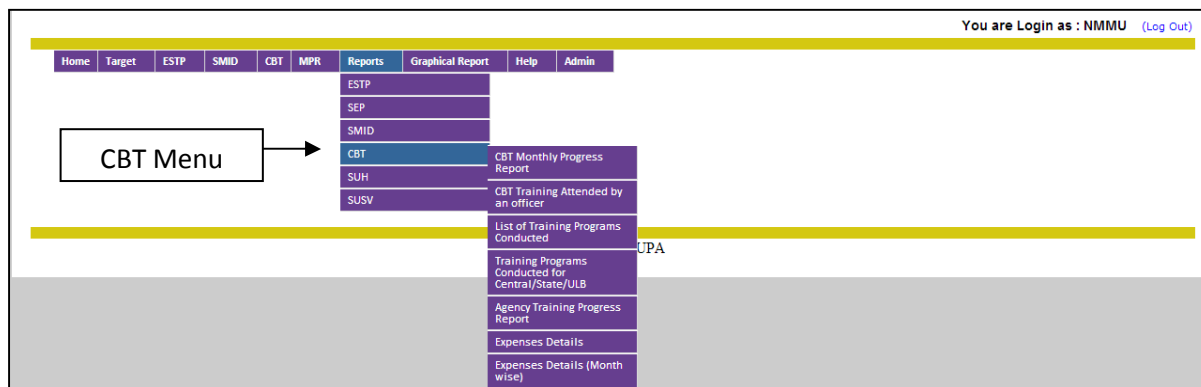 You are Login as : NMMU (Log Out)
Home Target ESTP SMID CBT MPR Reports Graphical Report Help Admin
ESTP
SEP
SMID
CBT
SUH
SUSV
CBT Menu
CBT Monthly Progress
Report
CBT Training Attended by
an officer
List of Training Programs
Conducted
Training Programs
Conducted for
Central/State/ULB
Agency Training Progress
Report
Expenses Details
Expenses Details (Month
wise)
UPA